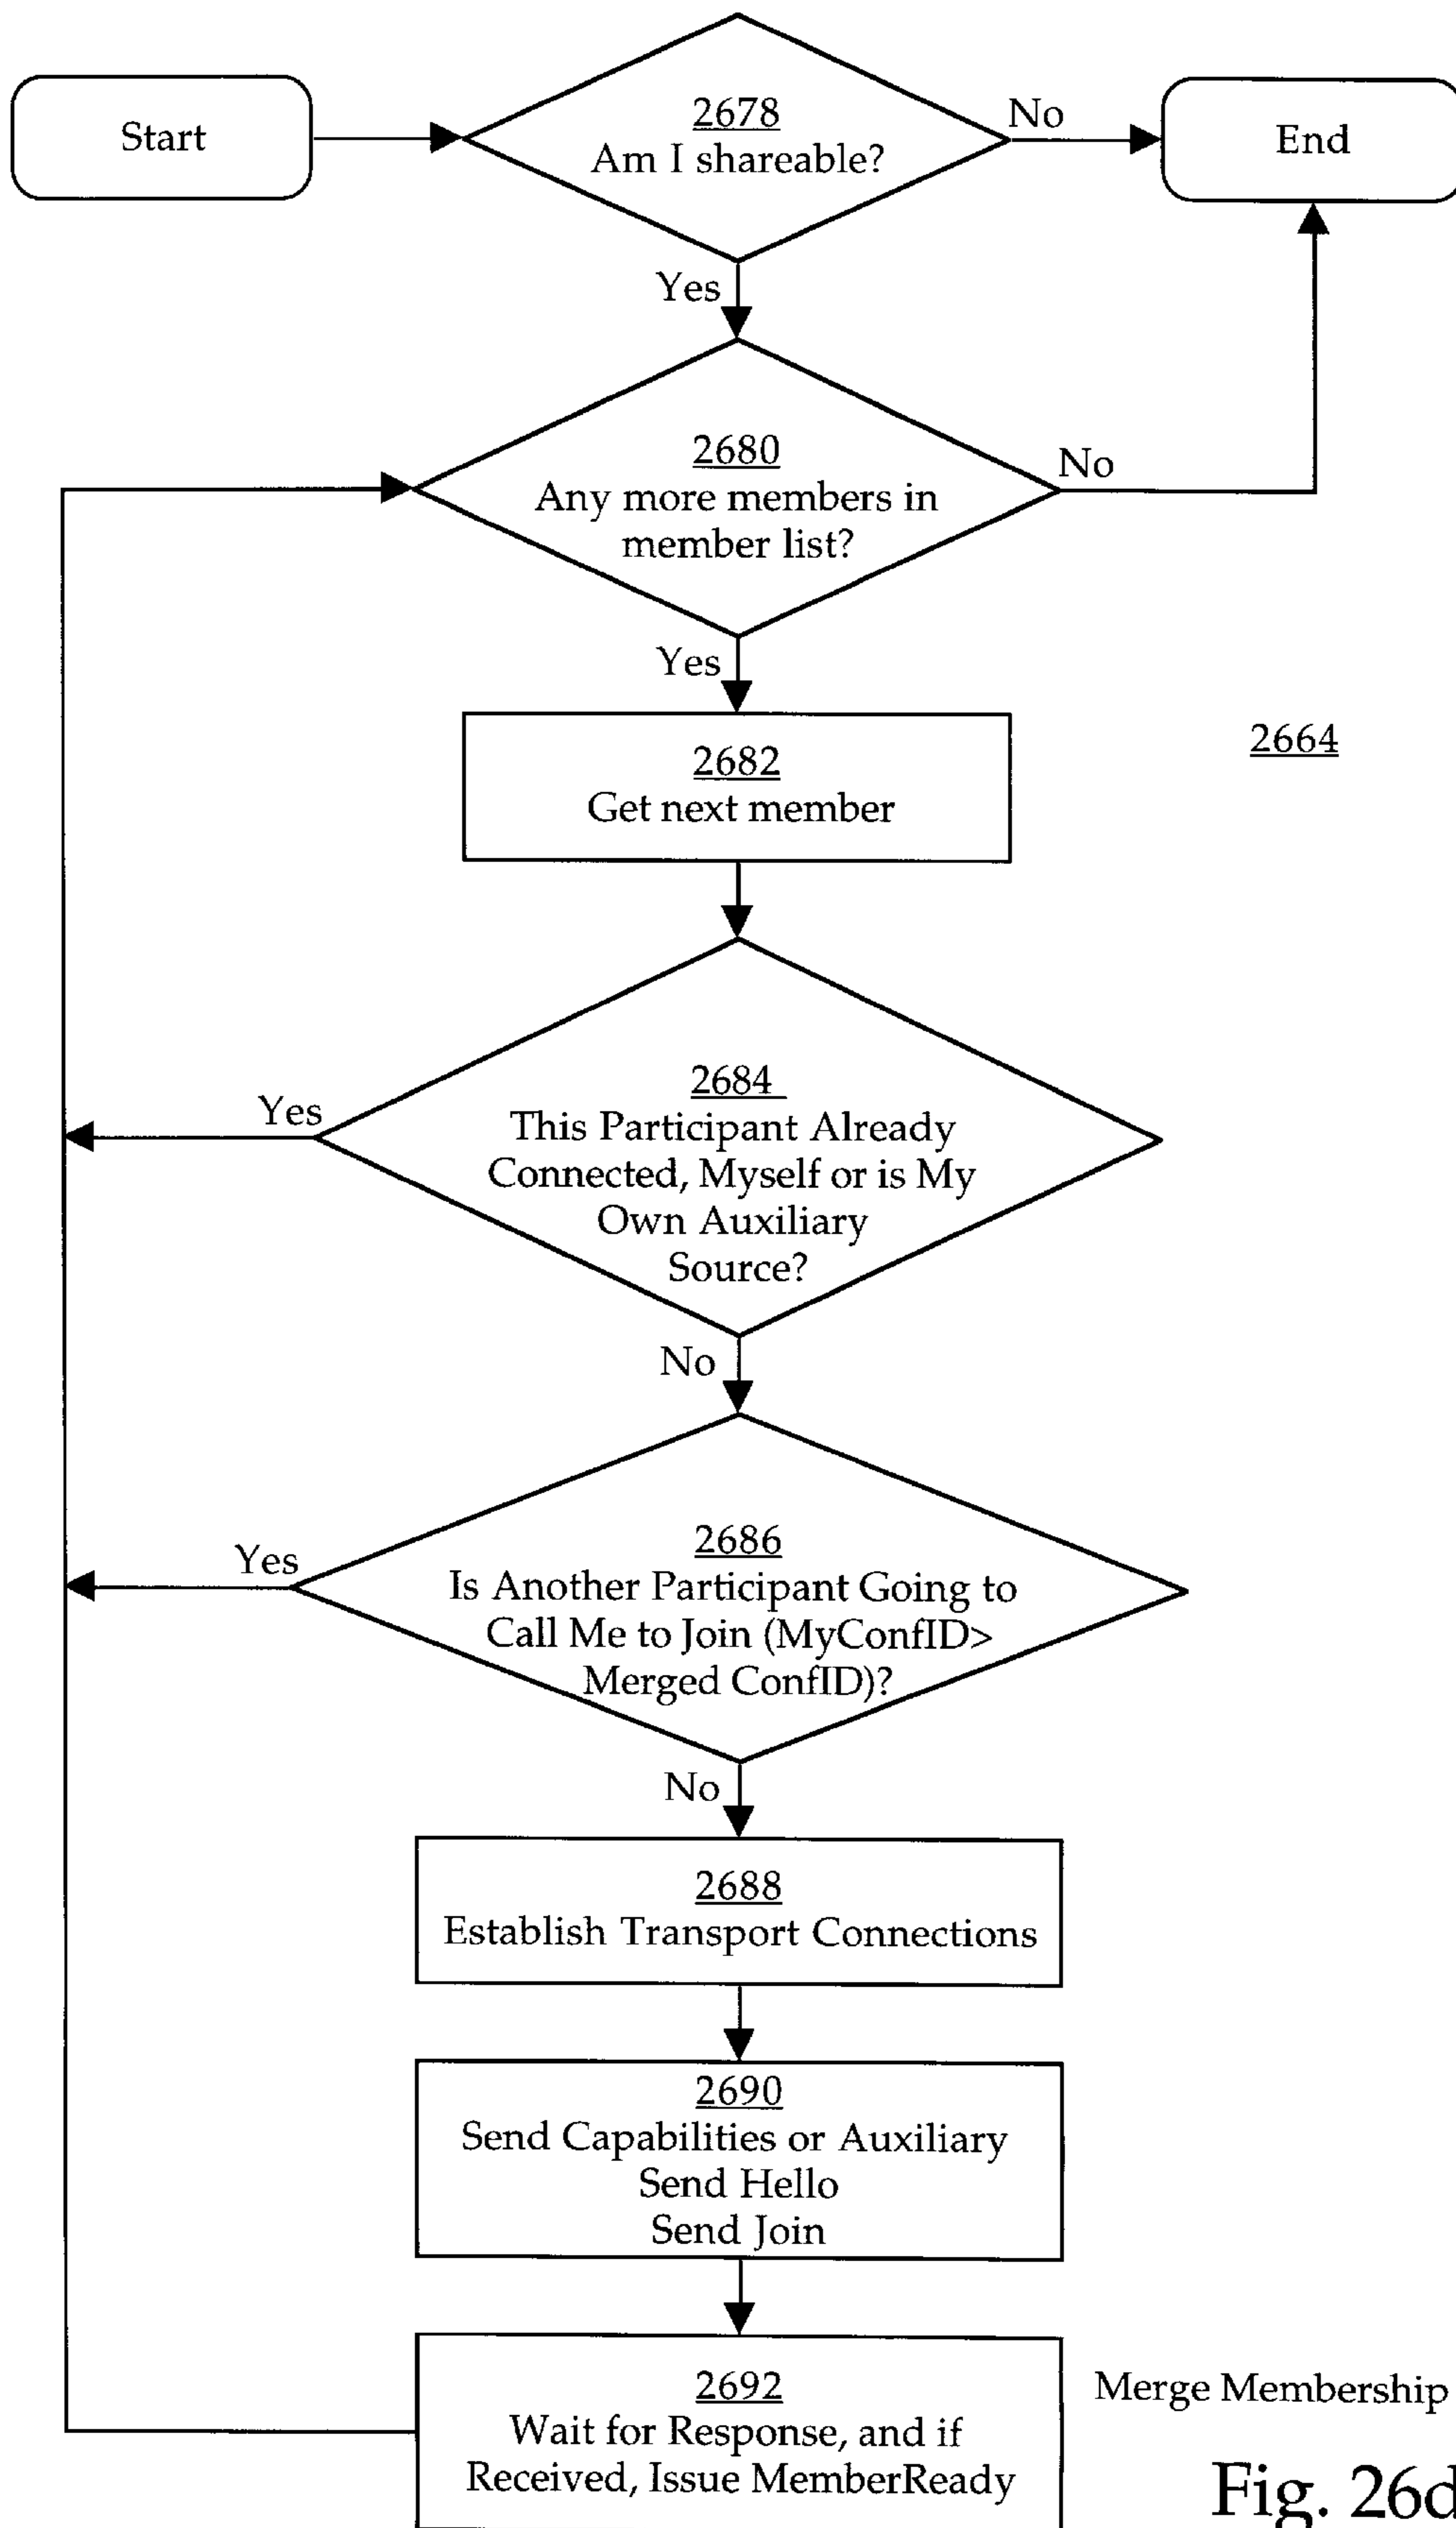 Start
2678
Am I shareable?
No
End
Yes
2680
Any more members in
member list?
No
Yes
2682
Get next member
2664
2684
This Participant Already
Connected, Myself or is My
Own Auxiliary
Source?
Yes
No
2686
Is Another Participant Going to
Call Me to Join (MyConfID>
Merged ConfID)?
Yes
No
2688
Establish Transport Connections
2690
Send Capabilities or Auxiliary
Send Hello
Send Join
2692
Wait for Response, and if
Received, Issue MemberReady
Merge Membership
Fig. 26d